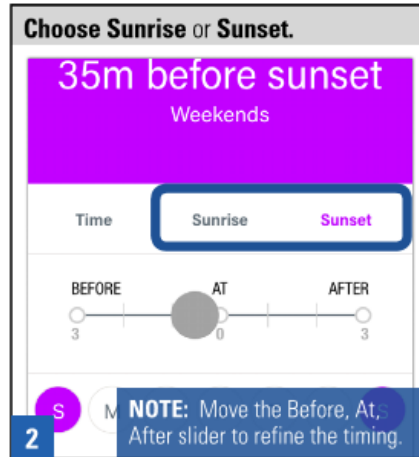 Choose Sunrise or Sunset.
35m before sunset
Weekends
Time Sunrise Sunset
BEFORE AT AFTER
3 0 3
S M S
2 NOTE: Move the Before, At,
After slider to refine the timing.